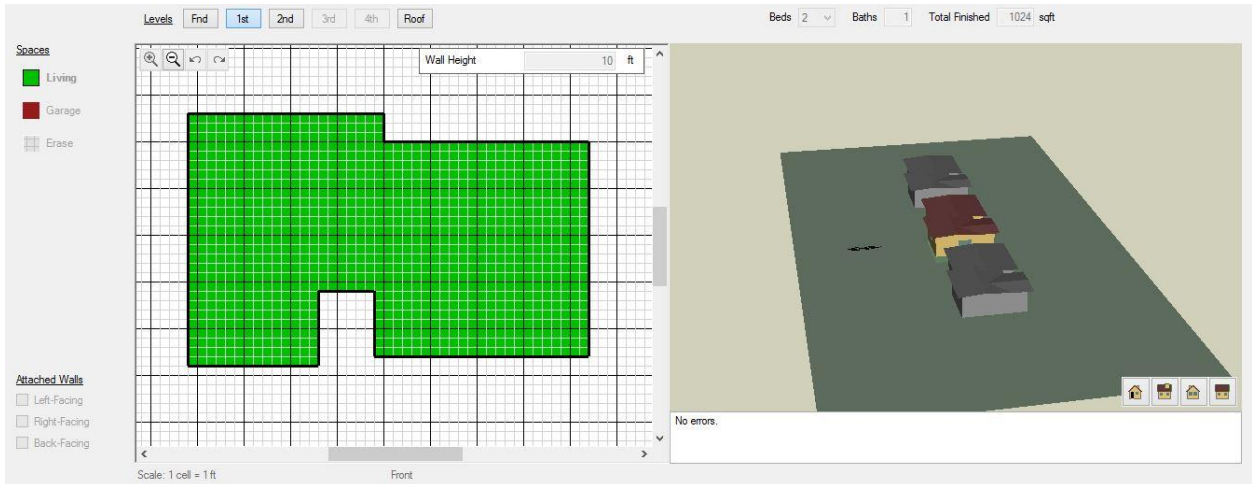 Levels Fnd 1st 2nd 3rd 4th Roof
Beds 2 Baths 1 Total Finished 1024 sqft
Spaces
Living
Garage
Erase
Wall Height 10 ft
Attached Walls
Left-Facing
Right-Facing
Back-Facing
No errors.
Scale: 1 cell = 1 ft Front